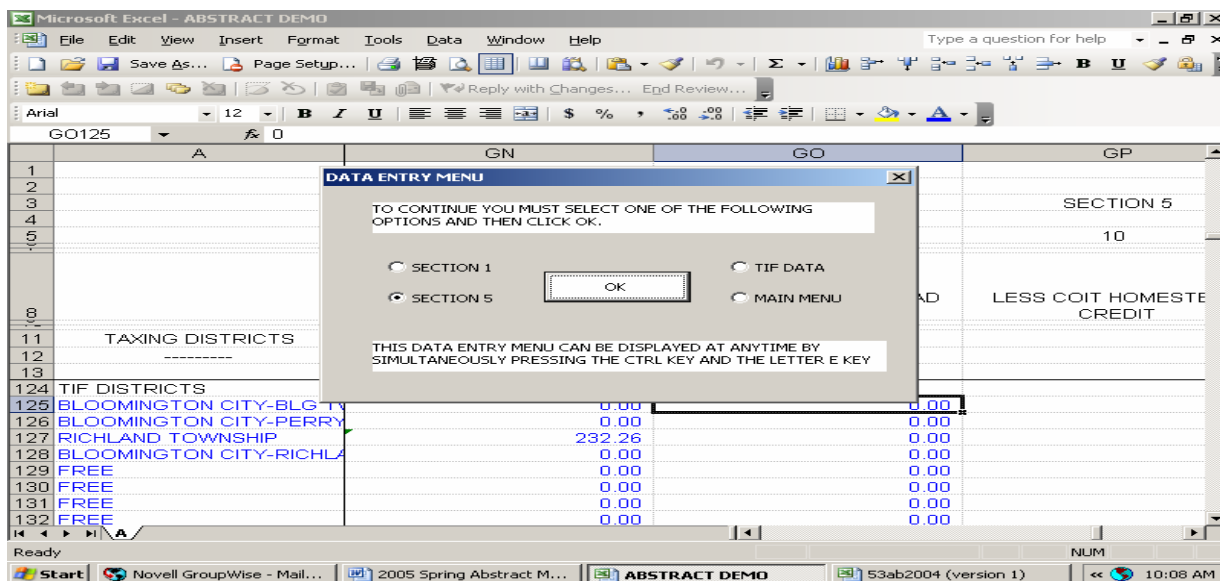 Microsoft Excel - ABSTRACT DEMO
File Edit View Insert Format Tools Data Window Help Type a question for help
Save As... Page Setup... Σ B U
Reply with Changes... End Review...
Arial 12 B I U $ % , .00 A
GO125 fx 0
A GN GO GP
1
2
3 SECTION 5
4
5 10
8 AD LESS COIT HOMESTE
CREDIT
11 TAXING DISTRICTS
12 ---------
13
124 TIF DISTRICTS
125 BLOOMINGTON CITY-BLG TV 0.00 0.00
126 BLOOMINGTON CITY-PERRY 0.00 0.00
127 RICHLAND TOWNSHIP 232.26 0.00
128 BLOOMINGTON CITY-RICHLA 0.00 0.00
129 FREE 0.00 0.00
130 FREE 0.00 0.00
131 FREE 0.00 0.00
132 FREE 0.00 0.00
DATA ENTRY MENU
TO CONTINUE YOU MUST SELECT ONE OF THE FOLLOWING
OPTIONS AND THEN CLICK OK.
SECTION 1 TIF DATA
OK
SECTION 5 MAIN MENU
THIS DATA ENTRY MENU CAN BE DISPLAYED AT ANYTIME BY
SIMULTANEOUSLY PRESSING THE CTRL KEY AND THE LETTER E KEY
A
Ready NUM
Start Novell GroupWise - Mail... 2005 Spring Abstract M... ABSTRACT DEMO 53ab2004 (version 1) « 10:08 AM